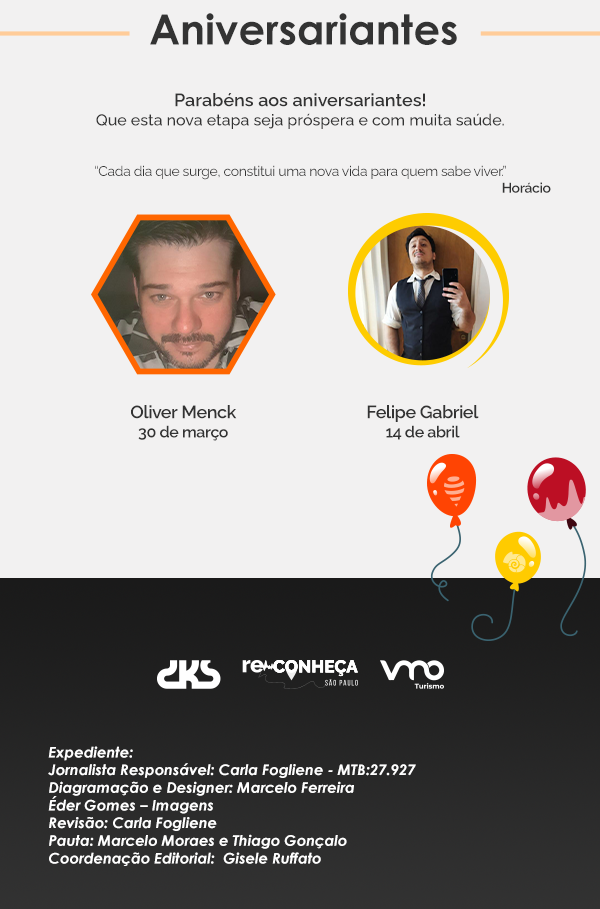 Aniversariantes
Parabéns aos aniversariantes!
Que esta nova etapa seja próspera e com muita saúde.
“Cada dia que surge, constitui uma nova vida para quem sabe viver.”
Horácio
Oliver Menck
30 de março
Felipe Gabriel
14 de abril
DKS
reCONHEÇA
SÃO PAULO
vmo
Turismo
Expediente:
Jornalista Responsável: Carla Fogliene - MTB:27.927
Diagramação e Designer: Marcelo Ferreira
Éder Gomes – Imagens
Revisão: Carla Fogliene
Pauta: Marcelo Moraes e Thiago Gonçalo
Coordenação Editorial:  Gisele Ruffato